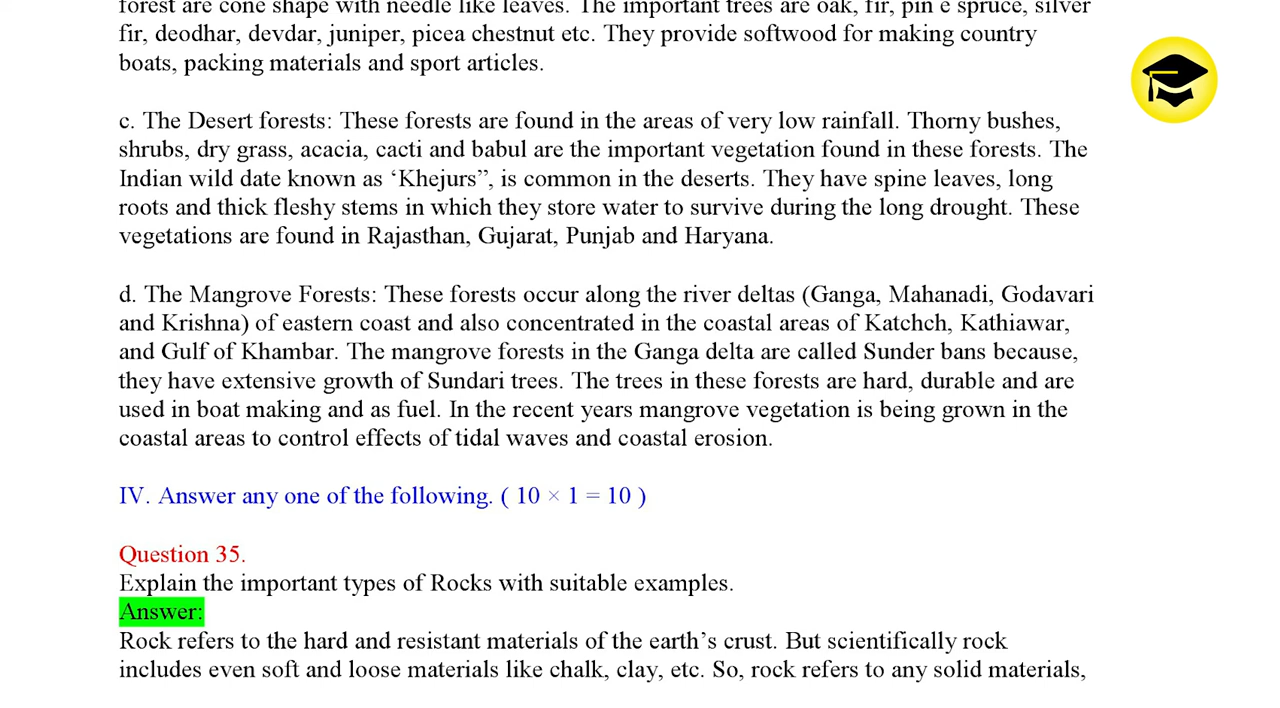 forest are cone shape with needle like leaves. The important trees are oak, fir, pin e spruce, silver
fir, deodhar, devdar, juniper, picea chestnut etc. They provide softwood for making country
boats, packing materials and sport articles.
c. The Desert forests: These forests are found in the areas of very low rainfall. Thorny bushes,
shrubs, dry grass, acacia, cacti and babul are the important vegetation found in these forests. The
Indian wild date known as ‘Khejurs”, is common in the deserts. They have spine leaves, long
roots and thick fleshy stems in which they store water to survive during the long drought. These
vegetations are found in Rajasthan, Gujarat, Punjab and Haryana.
d. The Mangrove Forests: These forests occur along the river deltas (Ganga, Mahanadi, Godavari
and Krishna) of eastern coast and also concentrated in the coastal areas of Katchch, Kathiawar,
and Gulf of Khambar. The mangrove forests in the Ganga delta are called Sunder bans because,
they have extensive growth of Sundari trees. The trees in these forests are hard, durable and are
used in boat making and as fuel. In the recent years mangrove vegetation is being grown in the
coastal areas to control effects of tidal waves and coastal erosion.
IV. Answer any one of the following. ( 10 × 1 = 10 )
Question 35.
Explain the important types of Rocks with suitable examples.
Answer:
Rock refers to the hard and resistant materials of the earth’s crust. But scientifically rock
includes even soft and loose materials like chalk, clay, etc. So, rock refers to any solid materials,